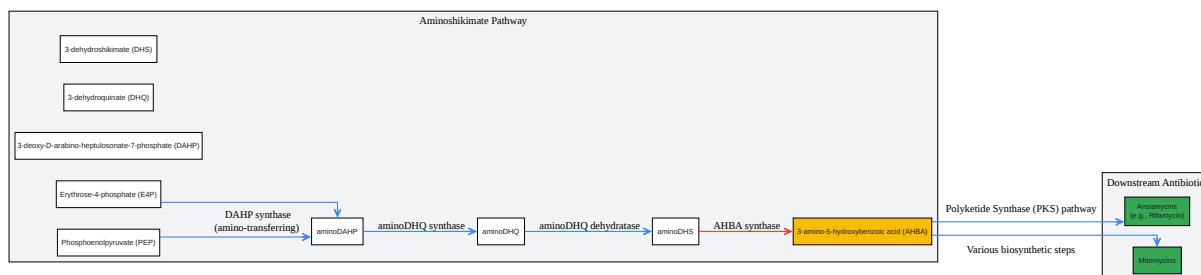 Aminoshikimate Pathway
3-dehydroshikimate (DHS)
3-dehydroquinate (DHQ)
3-deoxy-D-arabino-heptulosonate-7-phosphate (DAHP)
Erythrose-4-phosphate (E4P)
Phosphoenolpyruvate (PEP)
DAHP synthase
(amino-transferring)
aminoDAHP
aminoDHQ synthase
aminoDHQ
aminoDHQ dehydratase
aminoDHS
AHBA synthase
3-amino-5-hydroxybenzoic acid (AHBA)
Polyketide Synthase (PKS) pathway
Various biosynthetic steps
Downstream Antibiotic
Ansamycins
(e.g., Rifamycin)
Mitomycins